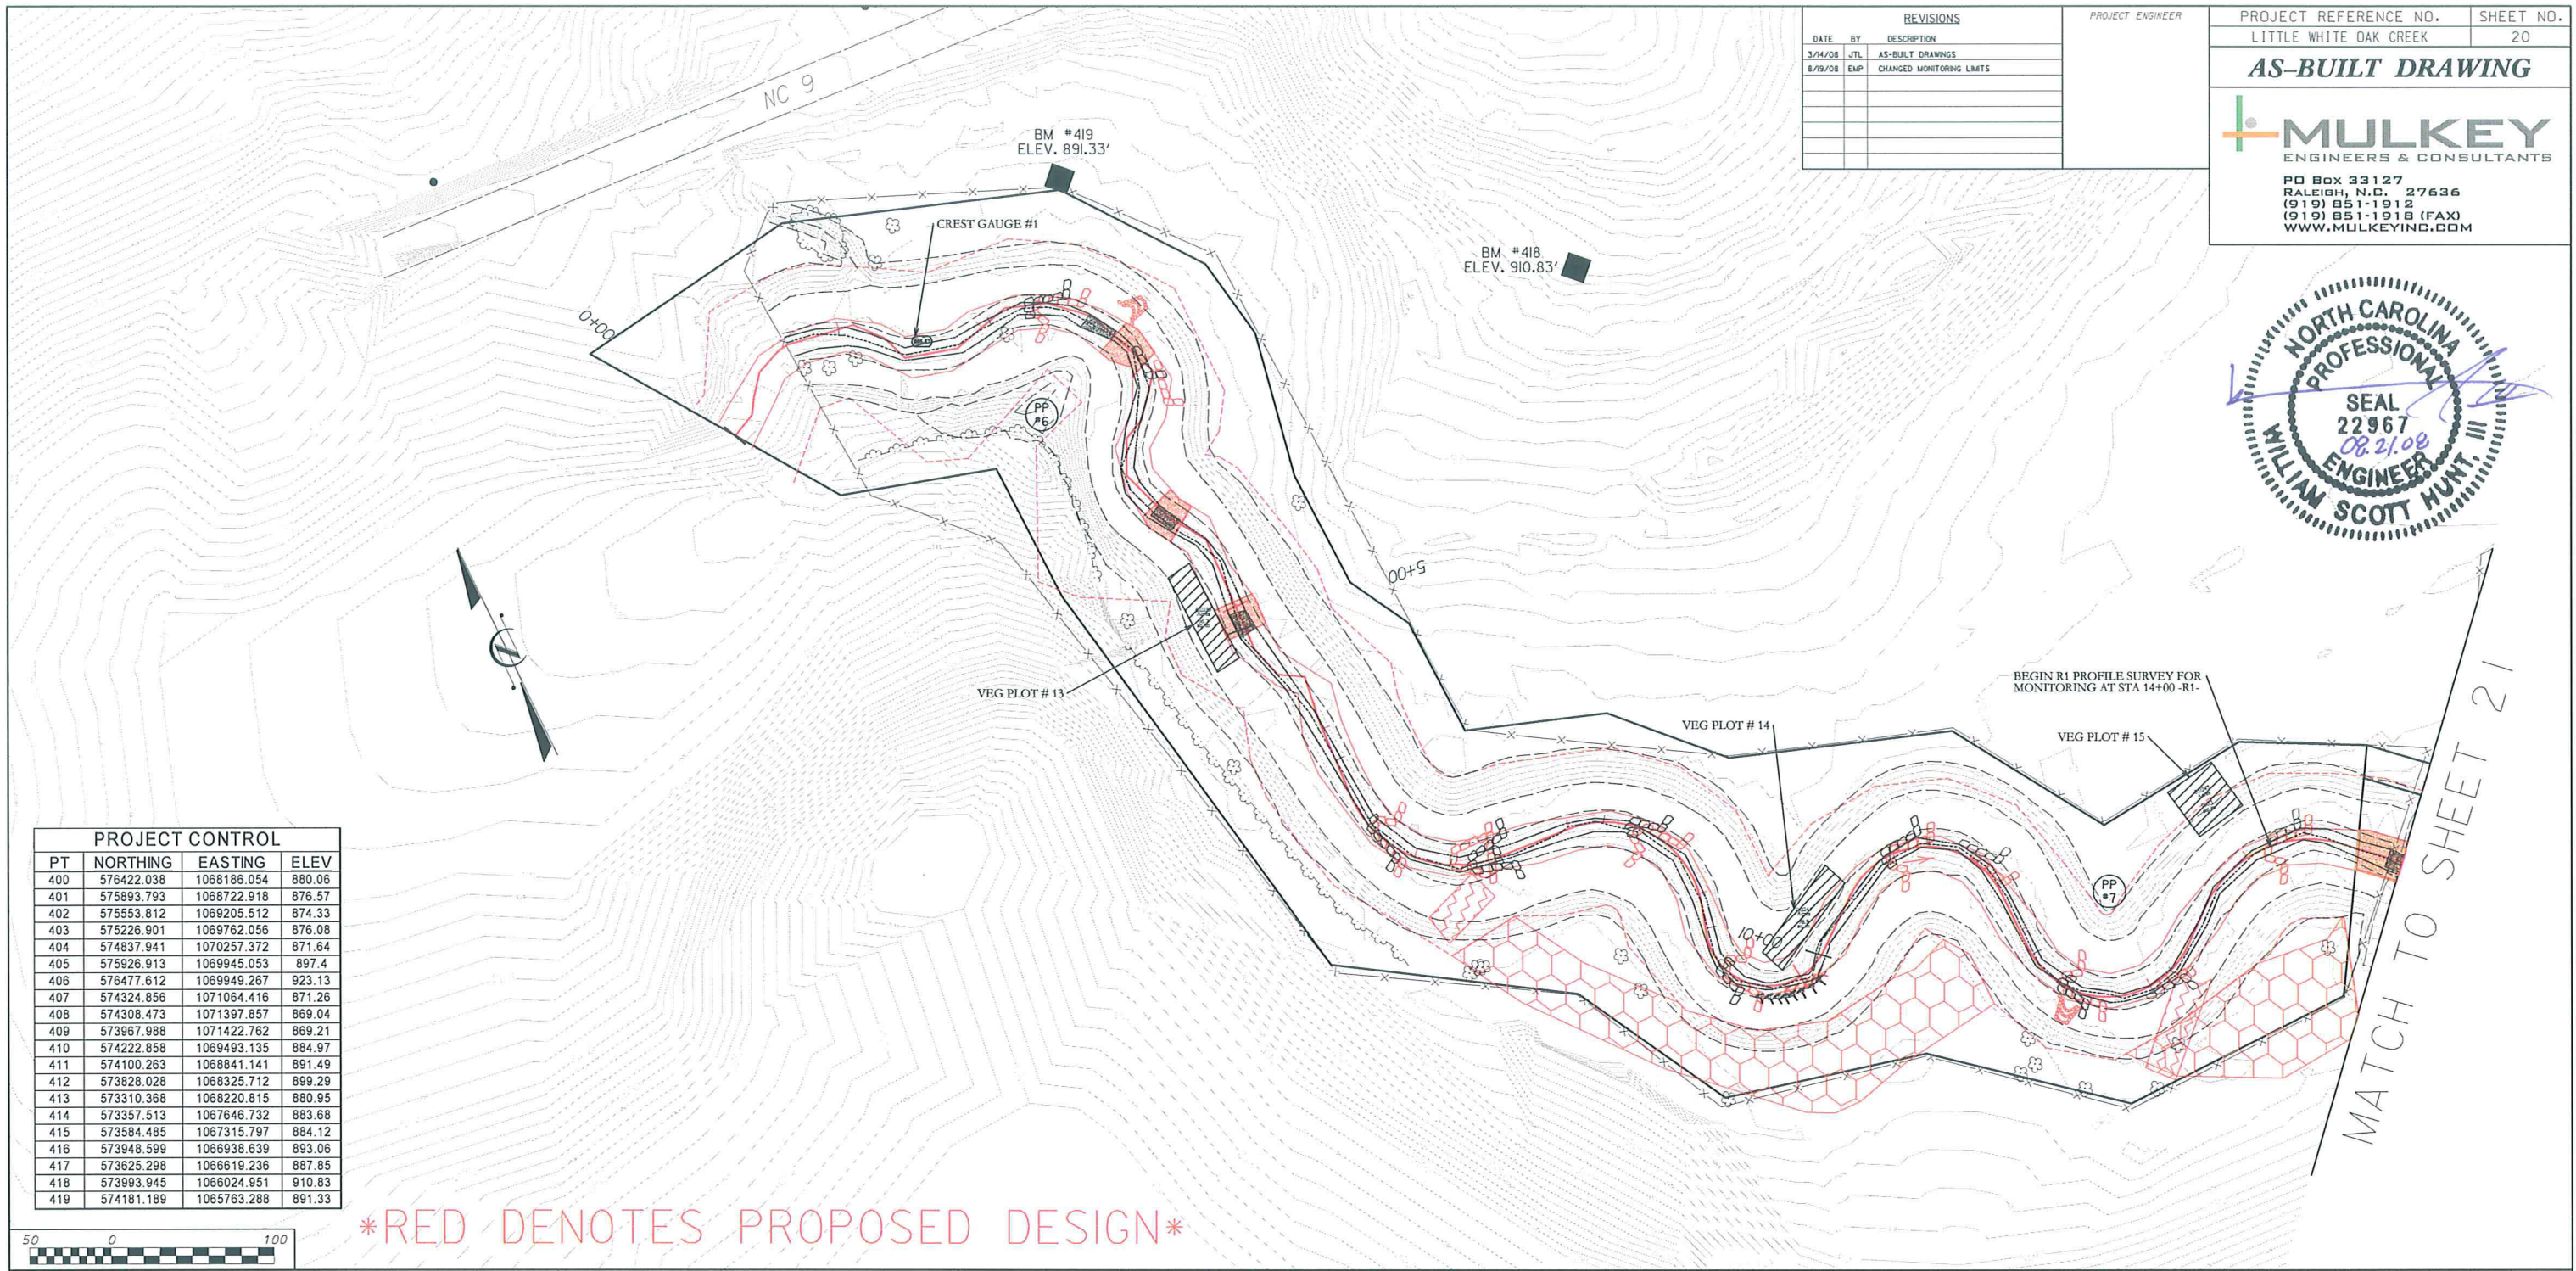 REVISIONS
DATE BY DESCRIPTION
3/14/08 JTL AS-BUILT DRAWINGS
8/19/08 EMP CHANGED MONITORING LIMITS
PROJECT ENGINEER
PROJECT REFERENCE NO. SHEET NO.
LITTLE WHITE OAK CREEK 20
AS-BUILT DRAWING
MULKEY
ENGINEERS & CONSULTANTS
PO BOX 33127
RALEIGH, N.C. 27636
(919) 851-1912
(919) 851-1918 (FAX)
WWW.MULKEYINC.COM
NORTH CAROLINA
PROFESSIONAL
SEAL
22967
08.21.08
ENGINEER
WILLIAM SCOTT HUNT, III
NC 9
BM #419
ELEV. 891.33'
CREST GAUGE #1
BM #418
ELEV. 910.83'
0+00
PP
#6
5+00
VEG PLOT # 13
VEG PLOT # 14
BEGIN R1 PROFILE SURVEY FOR
MONITORING AT STA 14+00 -R1-
VEG PLOT # 15
PP
#7
10+00
MATCH TO SHEET 21
PROJECT CONTROL
PT NORTHING EASTING ELEV
400 576422.038 1068186.054 880.06
401 575893.793 1068722.918 876.57
402 575553.812 1069205.512 874.33
403 575226.901 1069762.056 876.08
404 574837.941 1070257.372 871.64
405 575926.913 1069945.053 897.4
406 576477.612 1069949.267 923.13
407 574324.856 1071064.416 871.26
408 574308.473 1071397.857 869.04
409 573967.988 1071422.762 869.21
410 574222.858 1069493.135 884.97
411 574100.263 1068841.141 891.49
412 573828.028 1068325.712 899.29
413 573310.368 1068220.815 880.95
414 573357.513 1067646.732 883.68
415 573584.485 1067315.797 884.12
416 573948.599 1066938.639 893.06
417 573625.298 1066619.236 887.85
418 573993.945 1066024.951 910.83
419 574181.189 1065763.288 891.33
50 0 100
*RED DENOTES PROPOSED DESIGN*